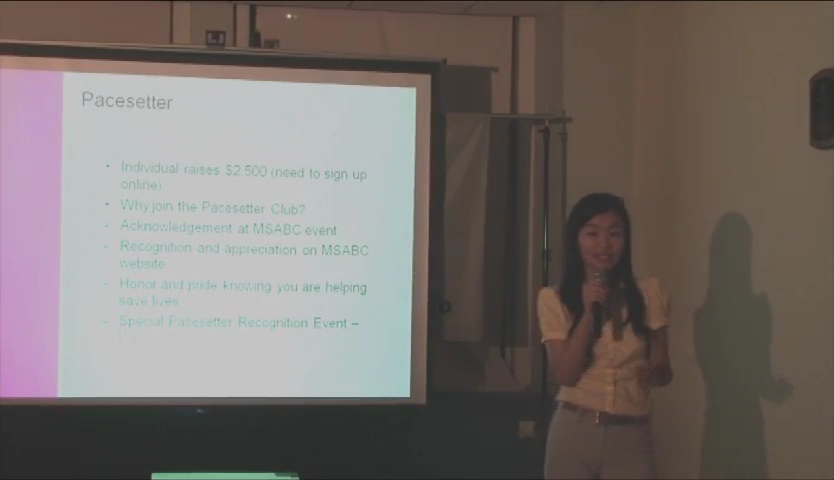 Pacesetter
• Individual raises $2,500 (need to sign up
online)
• Why join the Pacesetter Club?
- Acknowledgement at MSABC event
- Recognition and appreciation on MSABC
website
- Honor and pride knowing you are helping
save lives
- Special Pacesetter Recognition Event –